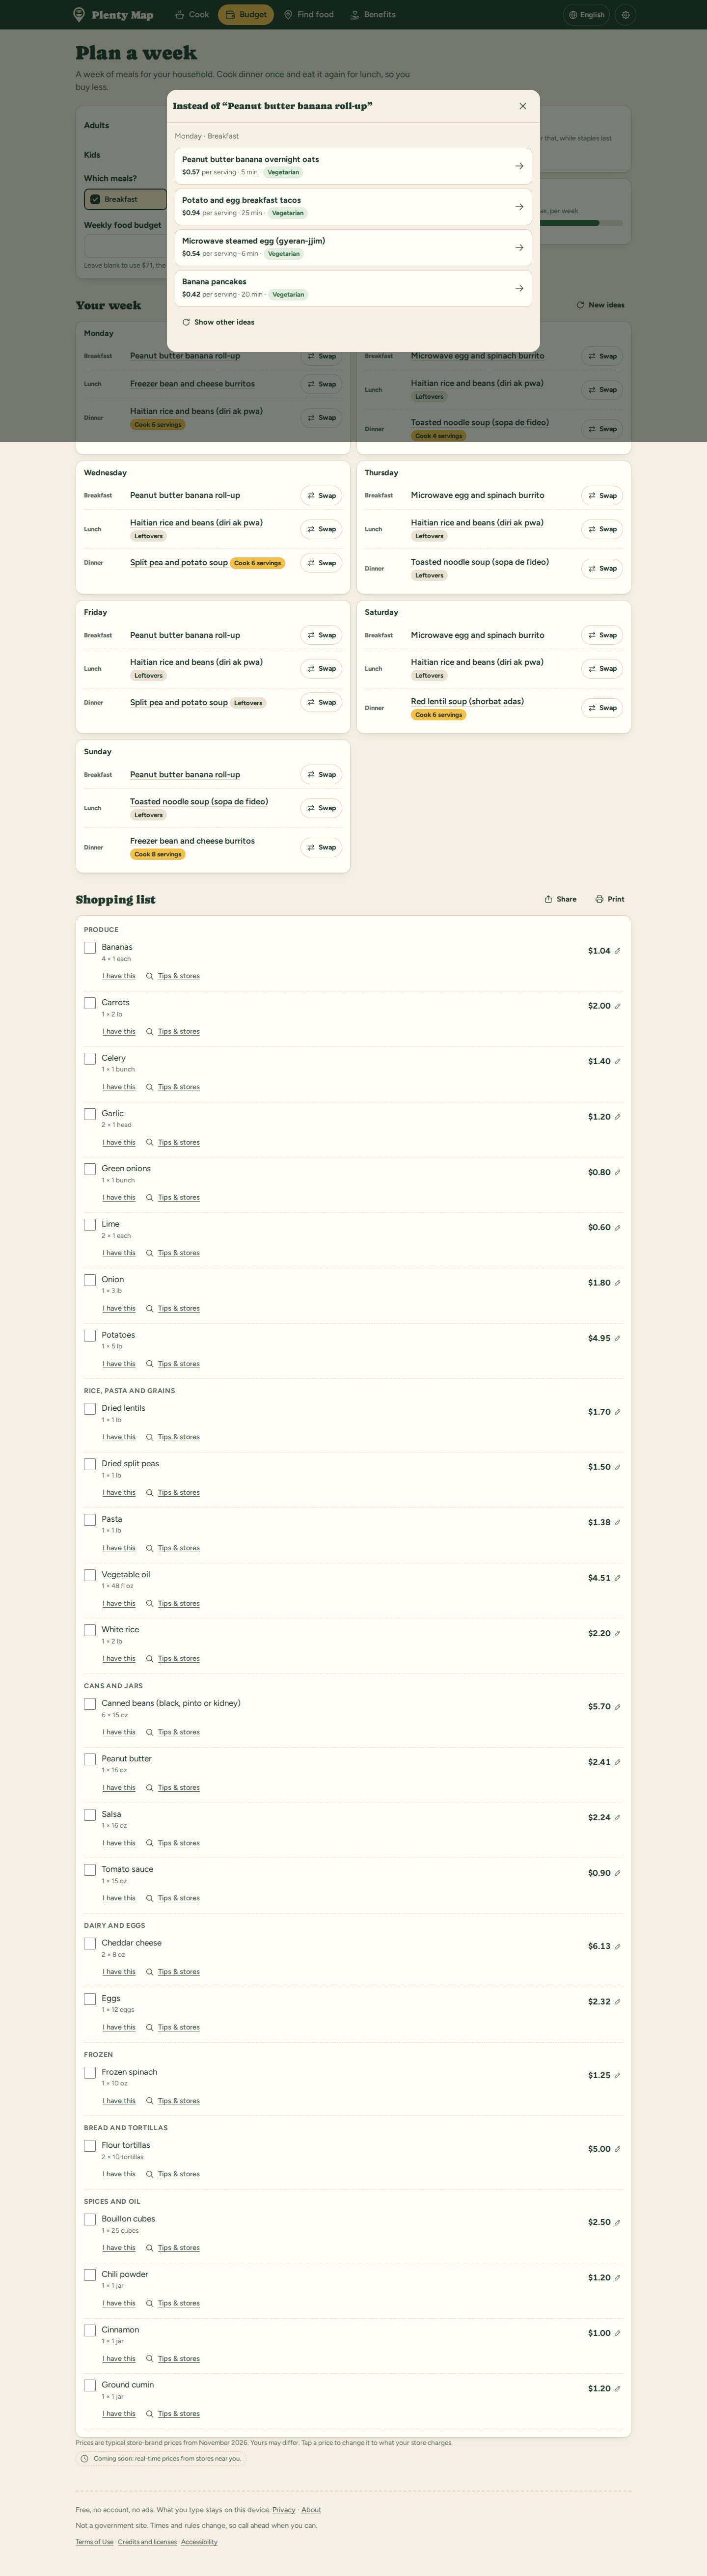 Plenty Map
Cook
Budget
Find food
Benefits
English
Plan a week
A week of meals for your household. Cook dinner once and eat it again for lunch, so you
buy less.
Adults
Kids
Which meals?
Breakfast
Weekly food budget
Leave blank to use $71, the
r that, while staples last
ax, per week
Instead of “Peanut butter banana roll-up”
Monday · Breakfast
Peanut butter banana overnight oats
$0.57 per serving · 5 min · Vegetarian
Potato and egg breakfast tacos
$0.94 per serving · 25 min · Vegetarian
Microwave steamed egg (gyeran-jjim)
$0.54 per serving · 6 min · Vegetarian
Banana pancakes
$0.42 per serving · 20 min · Vegetarian
Show other ideas
Your week
New ideas
Monday
Breakfast
Peanut butter banana roll-up
Swap
Lunch
Freezer bean and cheese burritos
Swap
Dinner
Haitian rice and beans (diri ak pwa)
Cook 6 servings
Swap
Breakfast
Microwave egg and spinach burrito
Swap
Lunch
Haitian rice and beans (diri ak pwa)
Leftovers
Swap
Dinner
Toasted noodle soup (sopa de fideo)
Cook 4 servings
Swap
Wednesday
Breakfast
Peanut butter banana roll-up
Swap
Lunch
Haitian rice and beans (diri ak pwa)
Leftovers
Swap
Dinner
Split pea and potato soup Cook 6 servings
Swap
Thursday
Breakfast
Microwave egg and spinach burrito
Swap
Lunch
Haitian rice and beans (diri ak pwa)
Leftovers
Swap
Dinner
Toasted noodle soup (sopa de fideo)
Leftovers
Swap
Friday
Breakfast
Peanut butter banana roll-up
Swap
Lunch
Haitian rice and beans (diri ak pwa)
Leftovers
Swap
Dinner
Split pea and potato soup Leftovers
Swap
Saturday
Breakfast
Microwave egg and spinach burrito
Swap
Lunch
Haitian rice and beans (diri ak pwa)
Leftovers
Swap
Dinner
Red lentil soup (shorbat adas)
Cook 6 servings
Swap
Sunday
Breakfast
Peanut butter banana roll-up
Swap
Lunch
Toasted noodle soup (sopa de fideo)
Leftovers
Swap
Dinner
Freezer bean and cheese burritos
Cook 8 servings
Swap
Shopping list
Share
Print
PRODUCE
Bananas
$1.04
4 × 1 each
I have this Tips & stores
Carrots
$2.00
1 × 2 lb
I have this Tips & stores
Celery
$1.40
1 × 1 bunch
I have this Tips & stores
Garlic
$1.20
2 × 1 head
I have this Tips & stores
Green onions
$0.80
1 × 1 bunch
I have this Tips & stores
Lime
$0.60
2 × 1 each
I have this Tips & stores
Onion
$1.80
1 × 3 lb
I have this Tips & stores
Potatoes
$4.95
1 × 5 lb
I have this Tips & stores
RICE, PASTA AND GRAINS
Dried lentils
$1.70
1 × 1 lb
I have this Tips & stores
Dried split peas
$1.50
1 × 1 lb
I have this Tips & stores
Pasta
$1.38
1 × 1 lb
I have this Tips & stores
Vegetable oil
$4.51
1 × 48 fl oz
I have this Tips & stores
White rice
$2.20
1 × 2 lb
I have this Tips & stores
CANS AND JARS
Canned beans (black, pinto or kidney)
$5.70
6 × 15 oz
I have this Tips & stores
Peanut butter
$2.41
1 × 16 oz
I have this Tips & stores
Salsa
$2.24
1 × 16 oz
I have this Tips & stores
Tomato sauce
$0.90
1 × 15 oz
I have this Tips & stores
DAIRY AND EGGS
Cheddar cheese
$6.13
2 × 8 oz
I have this Tips & stores
Eggs
$2.32
1 × 12 eggs
I have this Tips & stores
FROZEN
Frozen spinach
$1.25
1 × 10 oz
I have this Tips & stores
BREAD AND TORTILLAS
Flour tortillas
$5.00
2 × 10 tortillas
I have this Tips & stores
SPICES AND OIL
Bouillon cubes
$2.50
1 × 25 cubes
I have this Tips & stores
Chili powder
$1.20
1 × 1 jar
I have this Tips & stores
Cinnamon
$1.00
1 × 1 jar
I have this Tips & stores
Ground cumin
$1.20
1 × 1 jar
I have this Tips & stores
Prices are typical store-brand prices from November 2026. Yours may differ. Tap a price to change it to what your store charges.
Coming soon: real-time prices from stores near you.
Free, no account, no ads. What you type stays on this device. Privacy · About
Not a government site. Times and rules change, so call ahead when you can.
Terms of Use · Credits and licenses · Accessibility